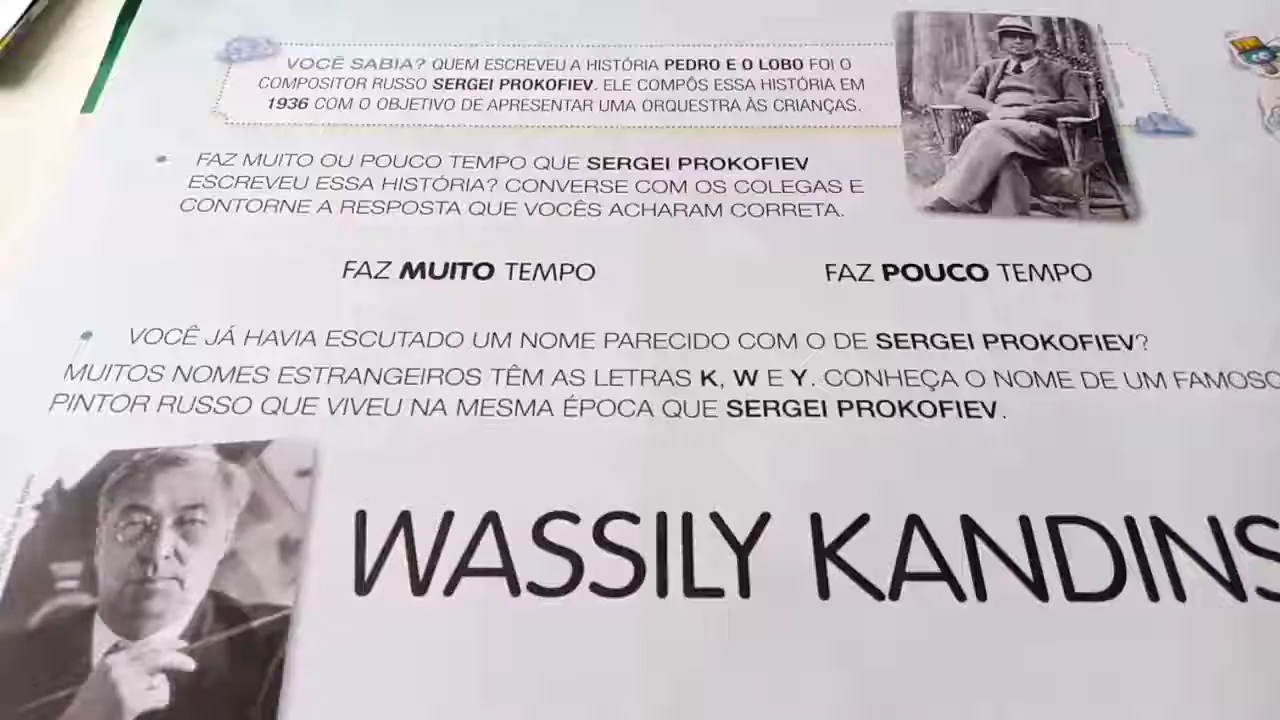 VOCÊ SABIA? QUEM ESCREVEU A HISTÓRIA PEDRO E O LOBO FOI O
COMPOSITOR RUSSO SERGEI PROKOFIEV. ELE COMPÔS ESSA HISTÓRIA EM
1936 COM O OBJETIVO DE APRESENTAR UMA ORQUESTRA ÀS CRIANÇAS.
• FAZ MUITO OU POUCO TEMPO QUE SERGEI PROKOFIEV
ESCREVEU ESSA HISTÓRIA? CONVERSE COM OS COLEGAS E
CONTORNE A RESPOSTA QUE VOCÊS ACHARAM CORRETA.
FAZ MUITO TEMPO FAZ POUCO TEMPO
• VOCÊ JÁ HAVIA ESCUTADO UM NOME PARECIDO COM O DE SERGEI PROKOFIEV?
MUITOS NOMES ESTRANGEIROS TÊM AS LETRAS K, W E Y. CONHEÇA O NOME DE UM FAMOSO
PINTOR RUSSO QUE VIVEU NA MESMA ÉPOCA QUE SERGEI PROKOFIEV.
WASSILY KANDINS